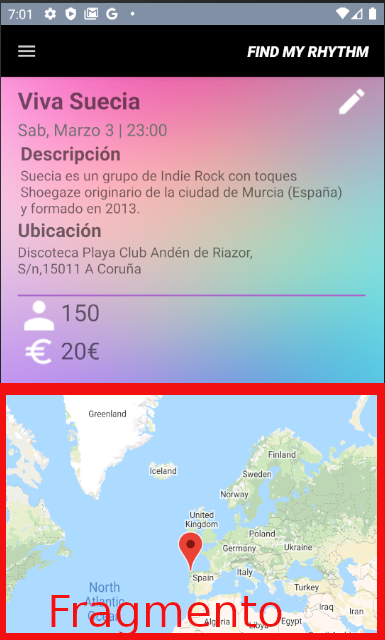 7:01
FIND MY RHYTHM
Viva Suecia
Sab, Marzo 3 | 23:00
Descripción
Suecia es un grupo de Indie Rock con toques
Shoegaze originario de la ciudad de Murcia (España)
y formado en 2013.
Ubicación
Discoteca Playa Club Andén de Riazor,
S/n,15011 A Coruña
150
20€
Greenland
Iceland
Finland
Sweden
Norway
United
Kingdom
Poland
Germany
Ukraine
Italy
Spain
Turkey
North
Atlantic
Ocean
Iraq
Iran
Algeria
Libya
Egypt
Fragmento